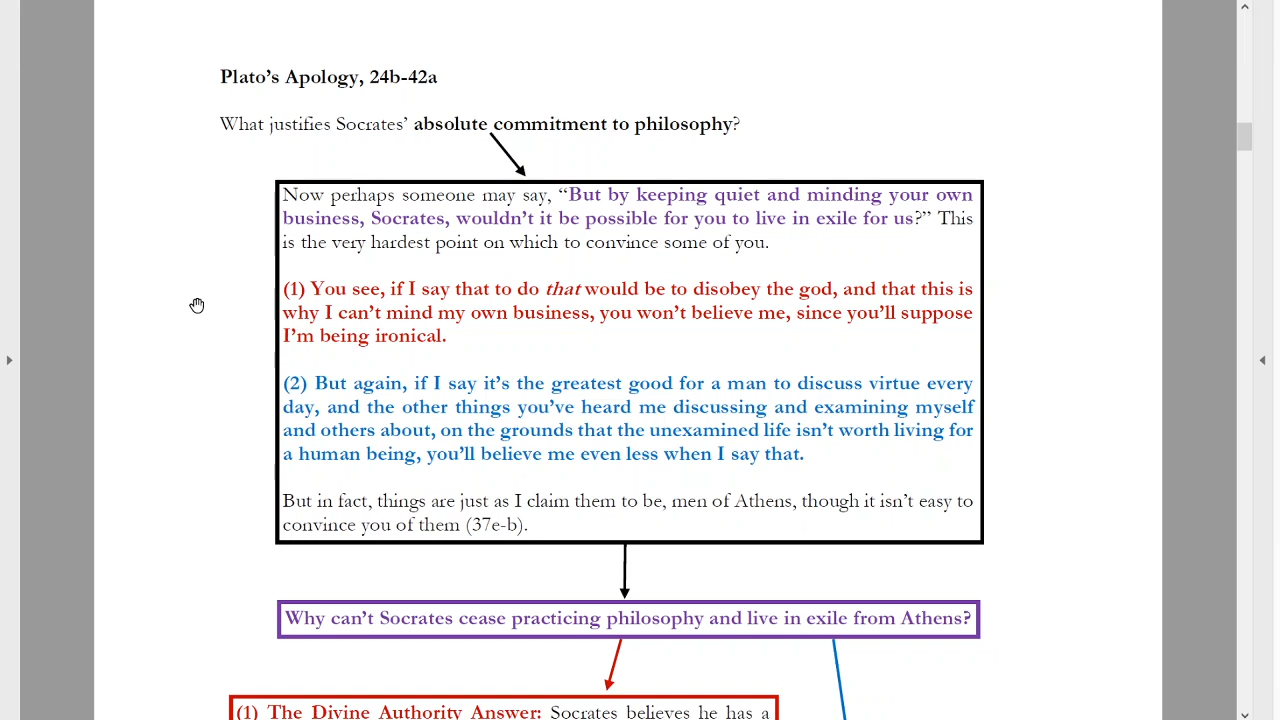 Plato's Apology, 24b-42a
What justifies Socrates' absolute commitment to philosophy?
Now perhaps someone may say, “But by keeping quiet and minding your own
business, Socrates, wouldn't it be possible for you to live in exile for us?” This
is the very hardest point on which to convince some of you.
(1) You see, if I say that to do that would be to disobey the god, and that this is
why I can't mind my own business, you won't believe me, since you'll suppose
I'm being ironical.
(2) But again, if I say it's the greatest good for a man to discuss virtue every
day, and the other things you've heard me discussing and examining myself
and others about, on the grounds that the unexamined life isn't worth living for
a human being, you'll believe me even less when I say that.
But in fact, things are just as I claim them to be, men of Athens, though it isn't easy to
convince you of them (37e-b).
Why can't Socrates cease practicing philosophy and live in exile from Athens?
(1) The Divine Authority Answer: Socrates believes he has a